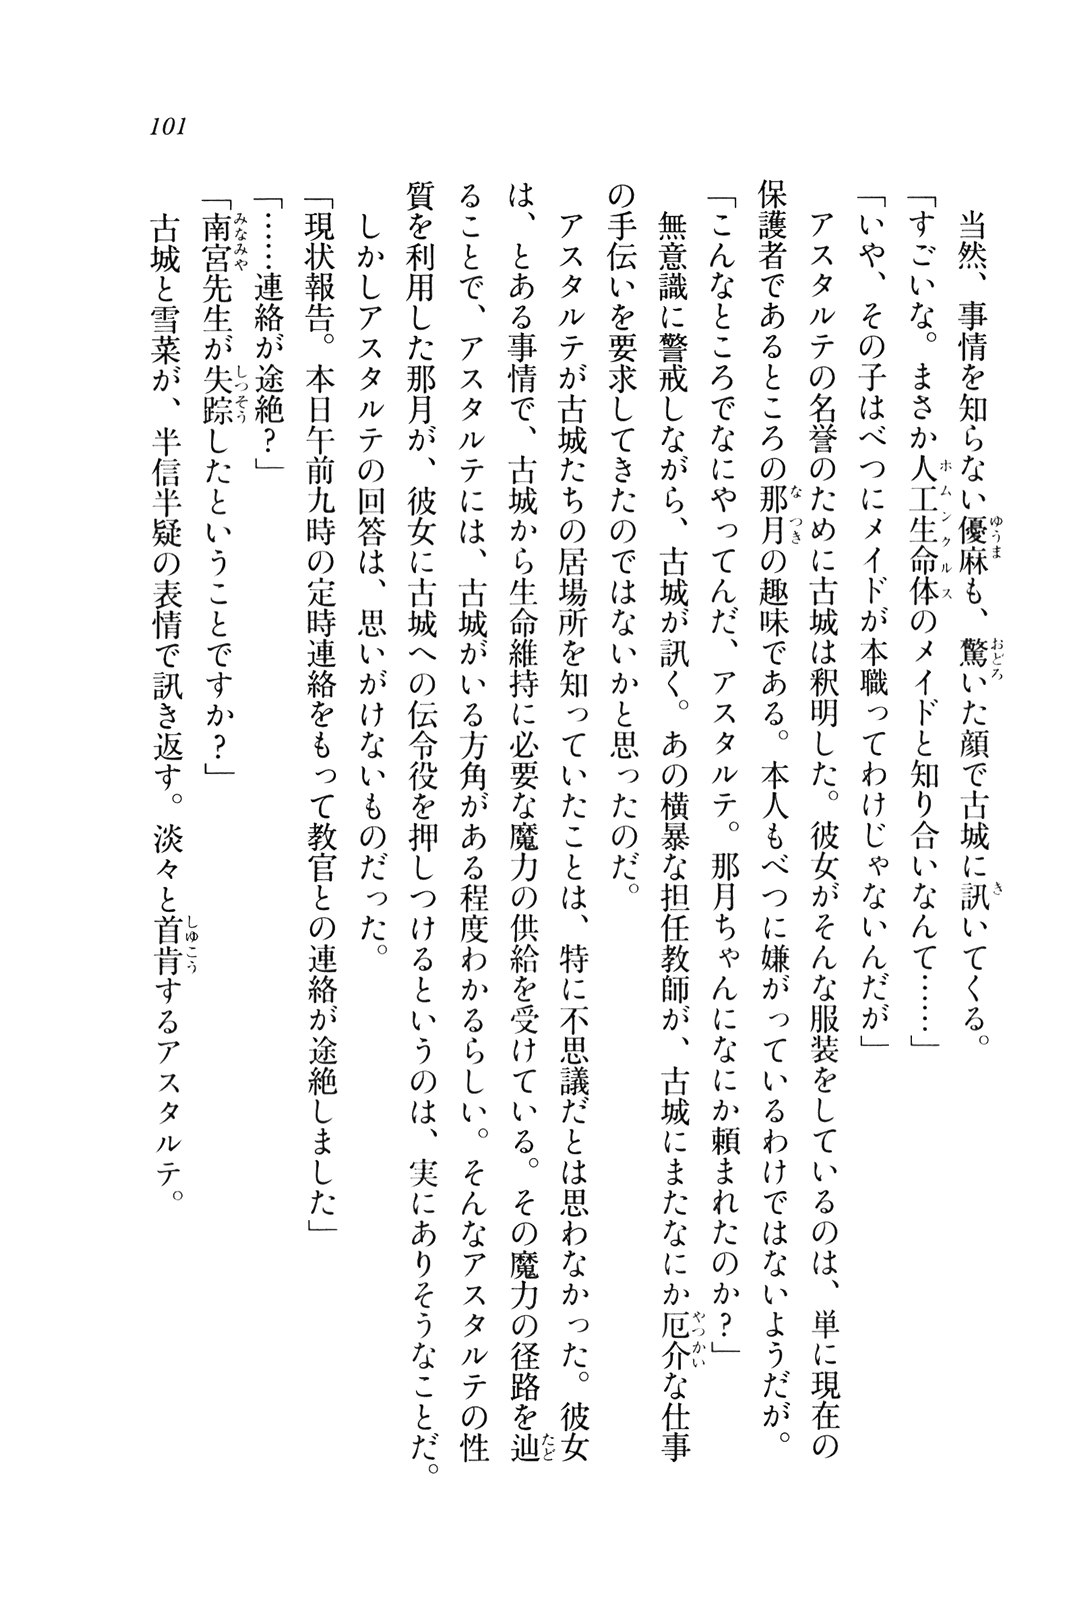 101
当然、事情を知らない優麻も、驚いた顔で古城に訊いてくる。
「すごいな。まさか人工生命体のメイドと知り合いなんて……」
「いや、その子はべつにメイドが本職ってわけじゃないんだが」
アスタルテの名誉のために古城は釈明した。彼女がそんな服装をしているのは、単に現在の
保護者であるところの那月の趣味である。本人もべつに嫌がっているわけではないようだが。
「こんなところでなにやってんだ、アスタルテ。那月ちゃんになにか頼まれたのか？」
無意識に警戒しながら、古城が訊く。あの横暴な担任教師が、古城にまたなにか厄介な仕事
の手伝いを要求してきたのではないかと思ったのだ。
アスタルテが古城たちの居場所を知っていたことは、特に不思議だとは思わなかった。彼女
は、とある事情で、古城から生命維持に必要な魔力の供給を受けている。その魔力の径路を辿
ることで、アスタルテには、古城がいる方角がある程度わかるらしい。そんなアスタルテの性
質を利用した那月が、彼女に古城への伝令役を押しつけるというのは、実にありそうなことだ。
しかしアスタルテの回答は、思いがけないものだった。
「現状報告。本日午前九時の定時連絡をもって教官との連絡が途絶しました」
「……連絡が途絶？」
「南宮先生が失踪したということですか？」
古城と雪菜が、半信半疑の表情で訊き返す。淡々と首肯するアスタルテ。